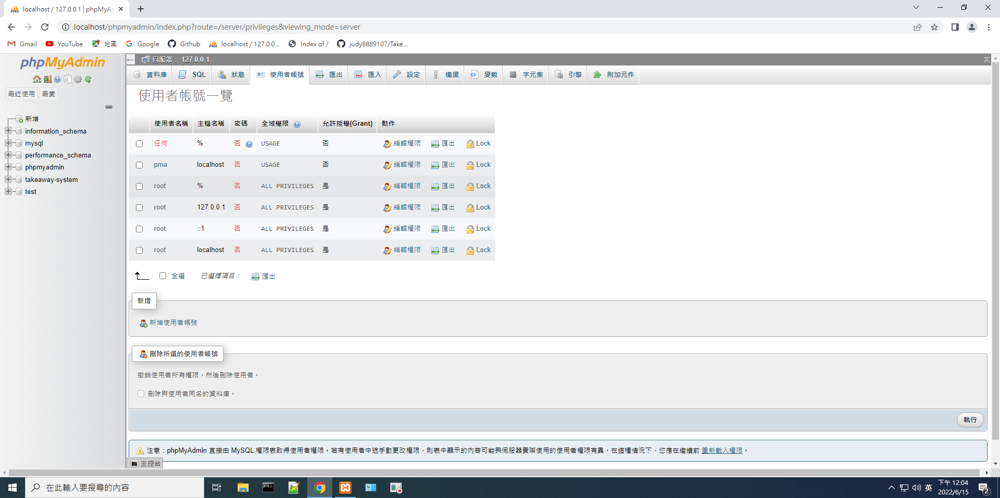 localhost / 127.0.0.1 | phpMyAd
localhost/phpmyadmin/index.php?route=/server/privileges&viewing_mode=server
Gmail YouTube 地圖 Google Github localhost / 127.0.0... Index of / judy8889107/Take...
phpMyAdmin
最近使用 最愛
新增
information_schema
mysql
performance_schema
phpmyadmin
takeaway-system
test
伺服器： 127.0.0.1
資料庫 SQL 狀態 使用者帳號 匯出 匯入 設定 備援 變數 字元集 引擎 附加元件
使用者帳號一覽
使用者名稱 主機名稱 密碼 全域權限 允許授權(Grant) 動作
任何 % 否 USAGE 否 編輯權限 匯出 Lock
pma localhost 否 USAGE 否 編輯權限 匯出 Lock
root % 否 ALL PRIVILEGES 是 編輯權限 匯出 Lock
root 127.0.0.1 否 ALL PRIVILEGES 是 編輯權限 匯出 Lock
root ::1 否 ALL PRIVILEGES 是 編輯權限 匯出 Lock
root localhost 否 ALL PRIVILEGES 是 編輯權限 匯出 Lock
全選 已選擇項目： 匯出
新增
新增使用者帳號
刪除所選的使用者帳號
撤銷使用者所有權限，然後刪除使用者。
刪除與使用者同名的資料庫。
執行
注意：phpMyAdmin 直接由 MySQL 權限表取得使用者權限。若有使用者中途手動更改權限，則表中顯示的內容可能與伺服器實際使用的使用者權限有異。在這種情況下，您應在繼續前 重新載入權限。
主控台
在此輸入要搜尋的內容
英
下午 12:04
2022/6/15
2